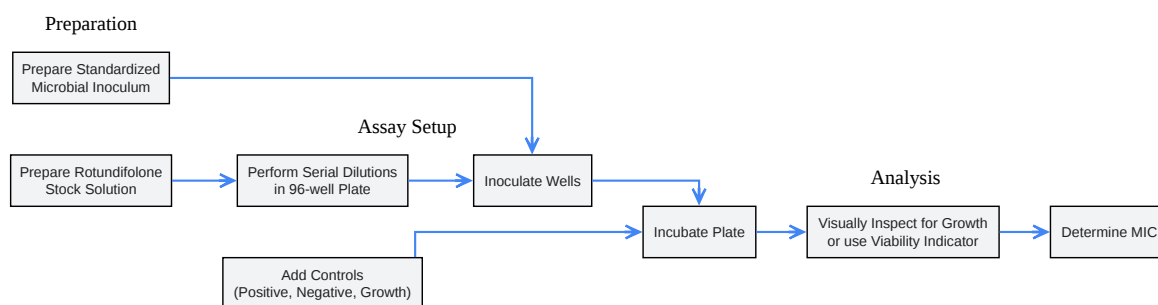 Preparation
Prepare Standardized
Microbial Inoculum
Assay Setup
Prepare Rotundifolone
Stock Solution
Perform Serial Dilutions
in 96-well Plate
Inoculate Wells
Analysis
Incubate Plate
Visually Inspect for Growth
or use Viability Indicator
Determine MIC
Add Controls
(Positive, Negative, Growth)